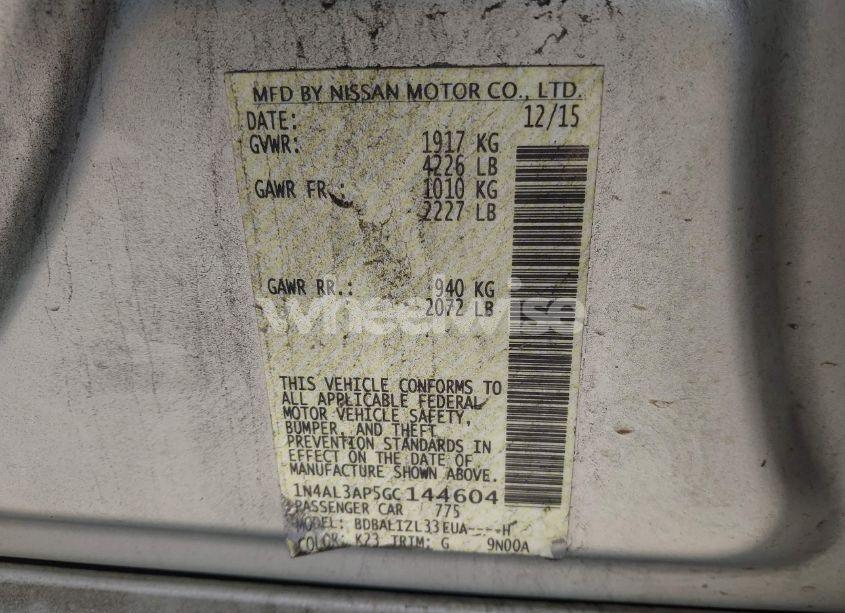 MFD BY NISSAN MOTOR CO., LTD.
DATE: 12/15
GVWR: 1917 KG
4226 LB
GAWR FR.: 1010 KG
2227 LB
GAWR RR.: 940 KG
2072 LB
wheelwise
THIS VEHICLE CONFORMS TO
ALL APPLICABLE FEDERAL
MOTOR VEHICLE SAFETY,
BUMPER, AND THEFT
PREVENTION STANDARDS IN
EFFECT ON THE DATE OF
MANUFACTURE SHOWN ABOVE.
1N4AL3AP5GC144604
PASSENGER CAR 775
MODEL: BDBALIZL33EUA----H
COLOR: K23 TRIM: G 9N00A